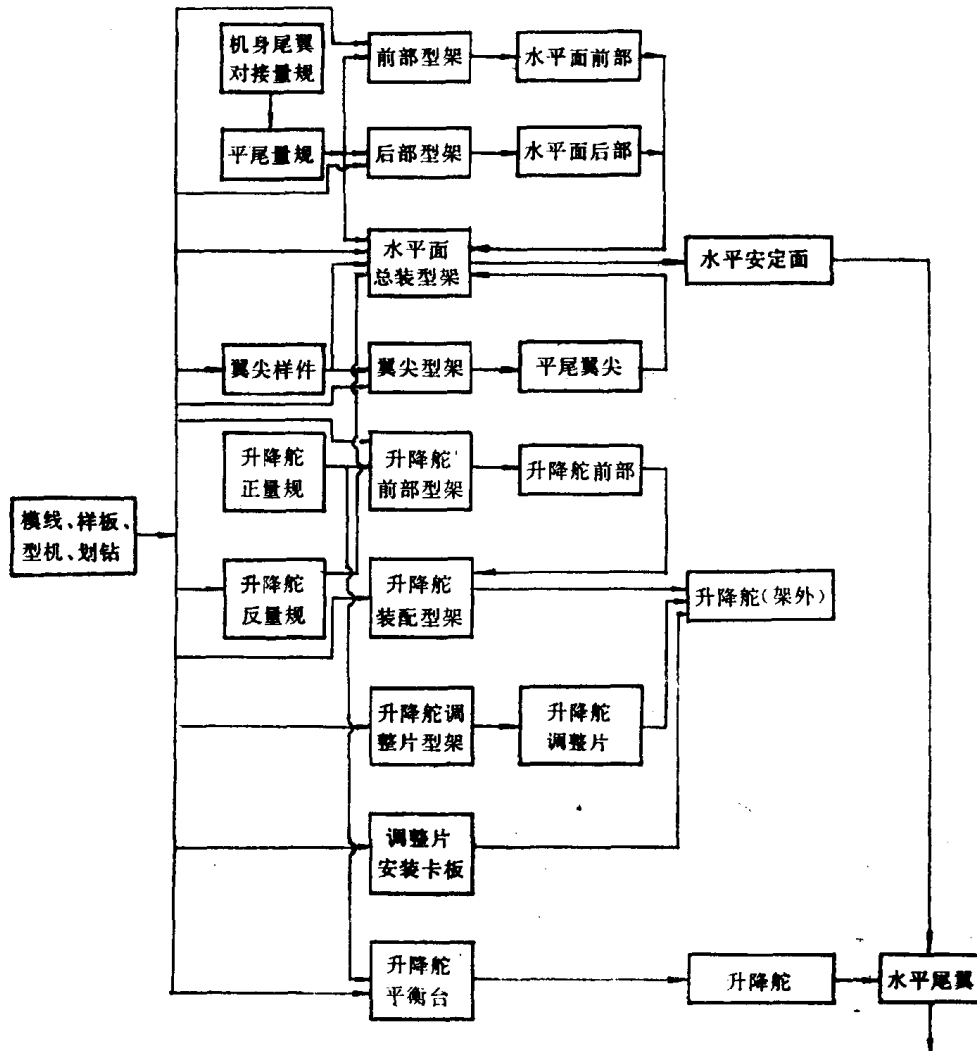 机身尾翼
对接量规
前部型架
水平面前部
平尾量规
后部型架
水平面后部
水平面
总装型架
水平安定面
翼尖样件
翼尖型架
平尾翼尖
升降舵
正量规
升降舵
前部型架
升降舵前部
模线、样板、
型机、划钻
升降舵
反量规
升降舵
装配型架
升降舵(架外)
升降舵调
整片型架
升降舵
调整片
调整片
安装卡板
升降舵
平衡台
升降舵
水平尾翼